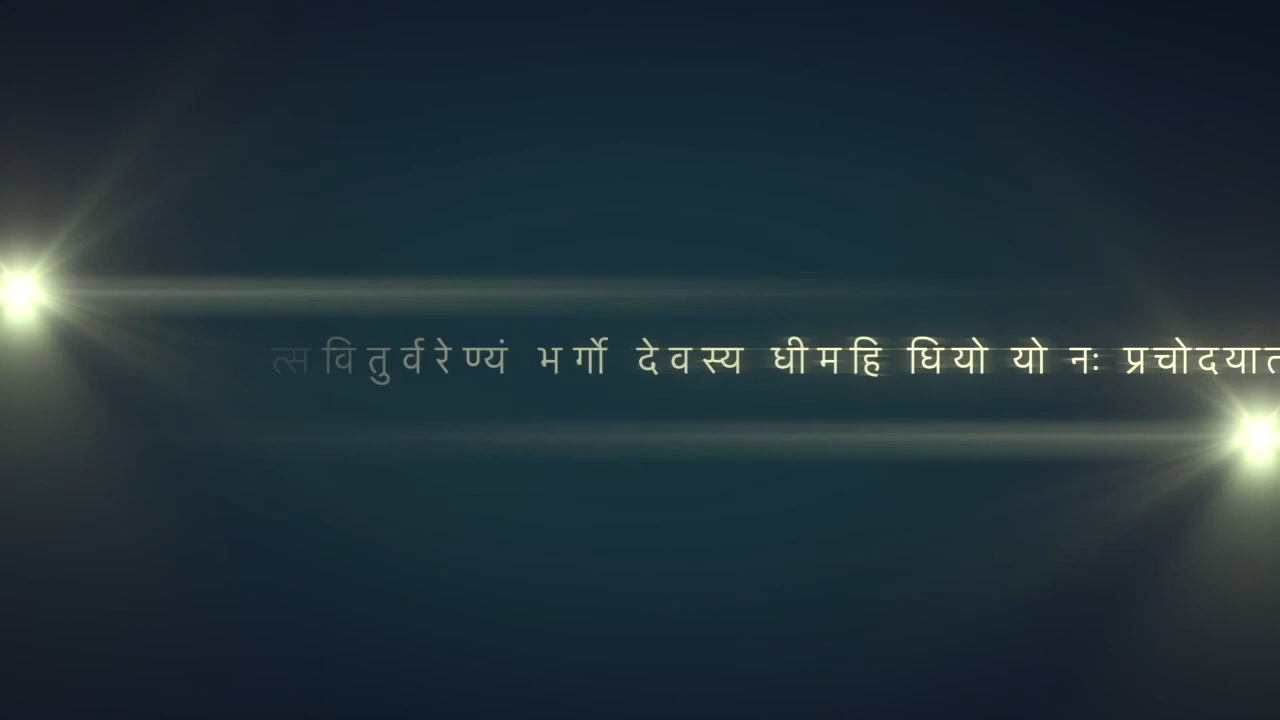 त्सवितुर्वरेण्यं भर्गो देवस्य धीमहि धियो यो नः प्रचोदयात